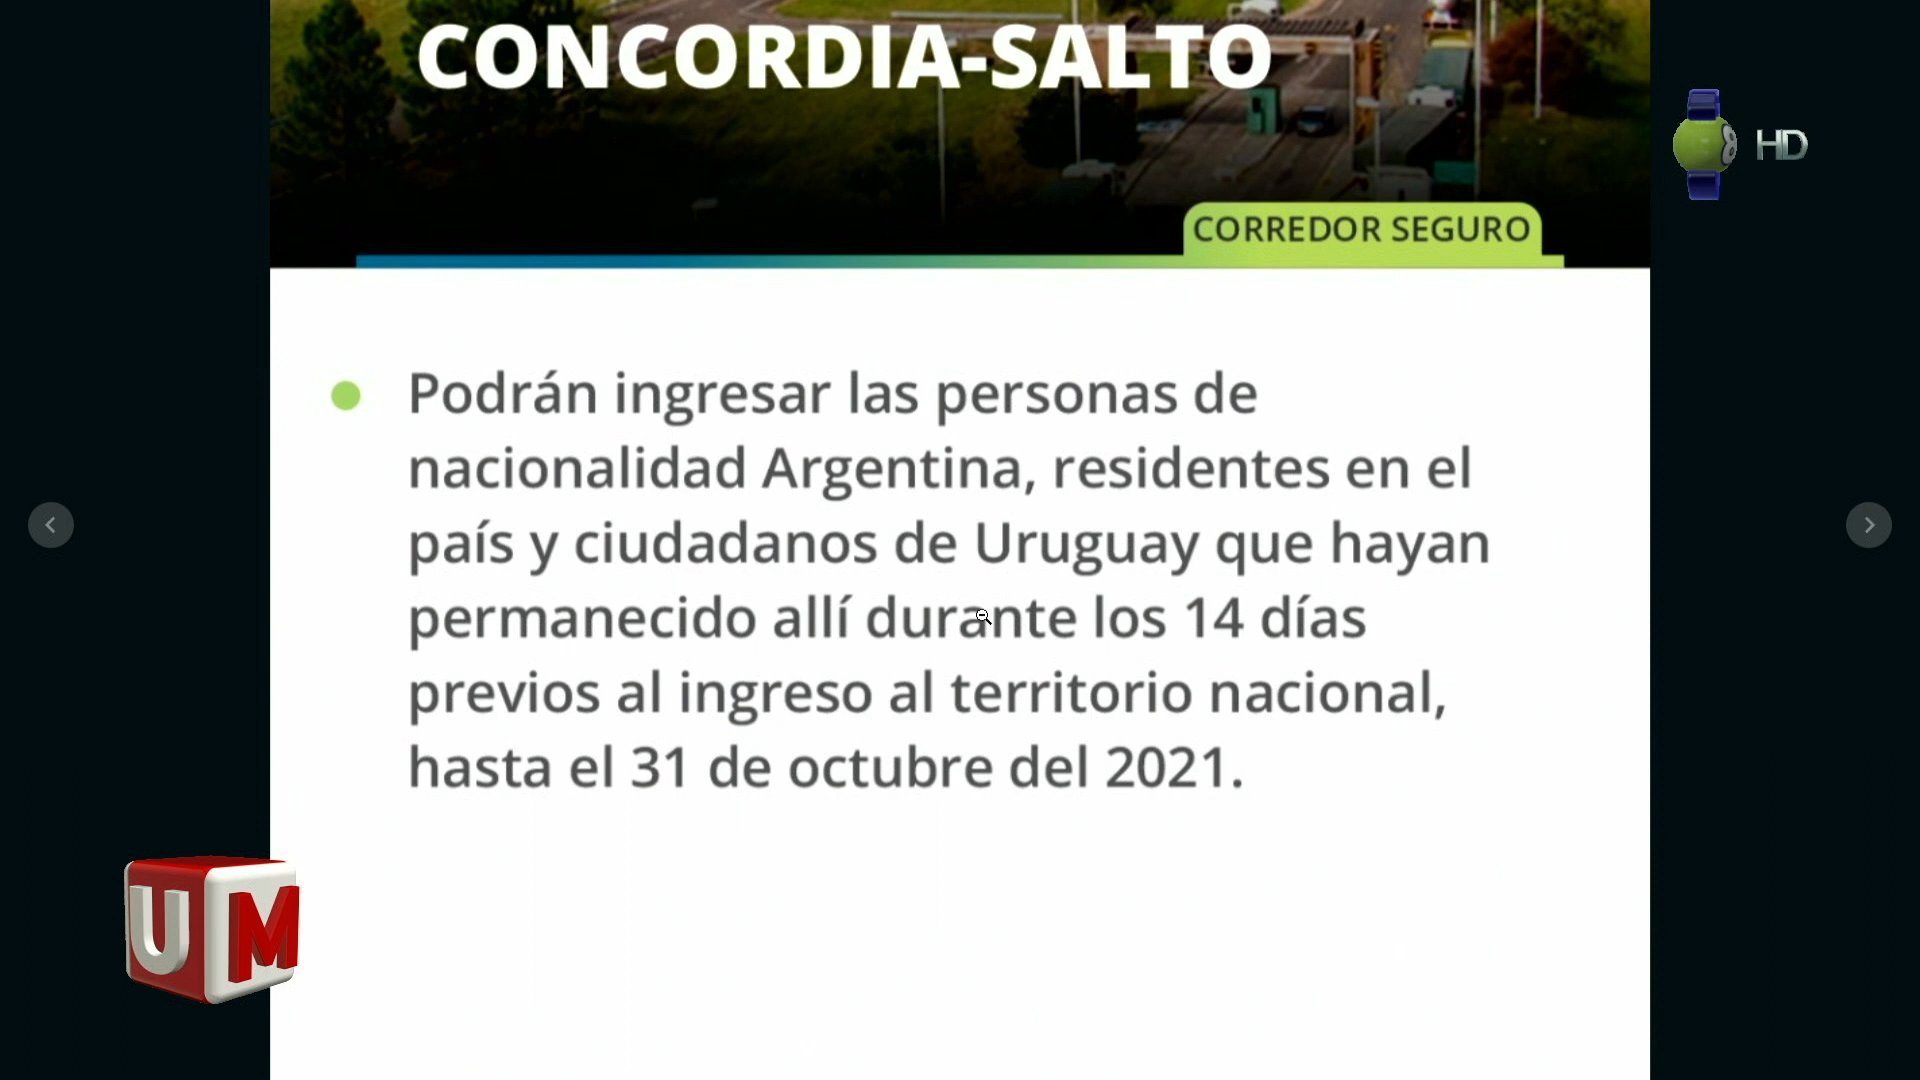 CONCORDIA-SALTO
HD
8
CORREDOR SEGURO
Podrán ingresar las personas de
nacionalidad Argentina, residentes en el
país y ciudadanos de Uruguay que hayan
permanecido allí durante los 14 días
previos al ingreso al territorio nacional,
hasta el 31 de octubre del 2021.
UM